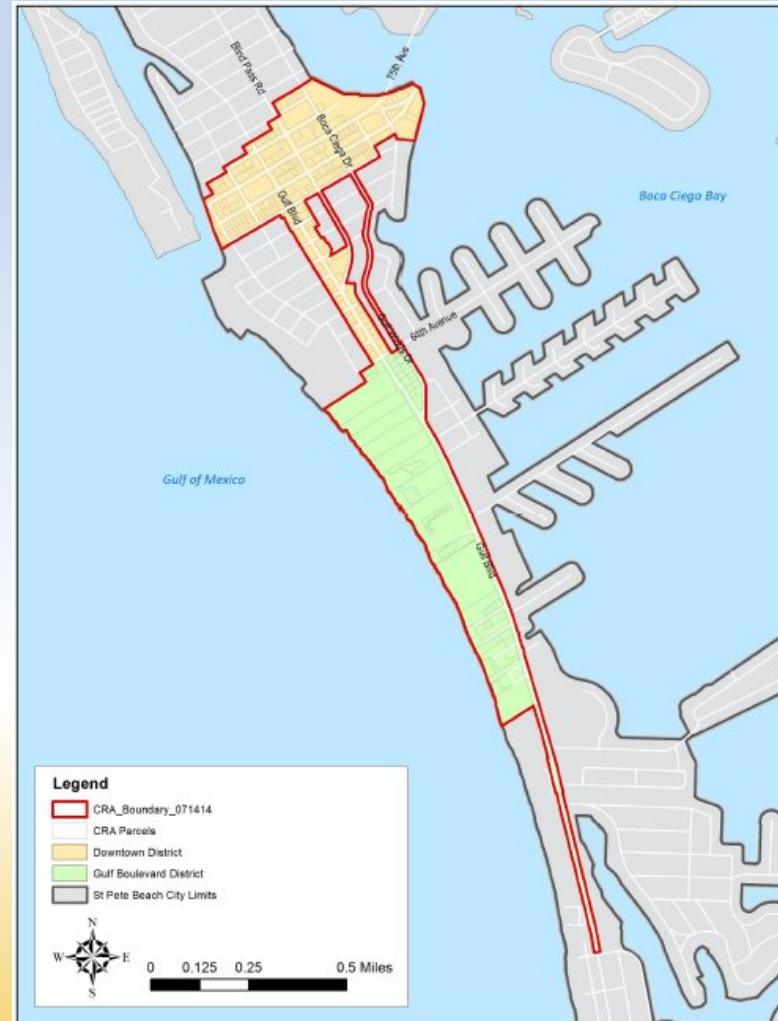 Blind Pass Rd
75th Ave
Boca Ciega Dr
Gulf Blvd
Boca Ciega Bay
64th Avenue
Gulf of Mexico
Gulf Blvd
Legend
CRA_Boundary_071414
CRA Parcels
Downtown District
Gulf Boulevard District
St Pete Beach City Limits
N
W E
S
0 0.125 0.25 0.5 Miles